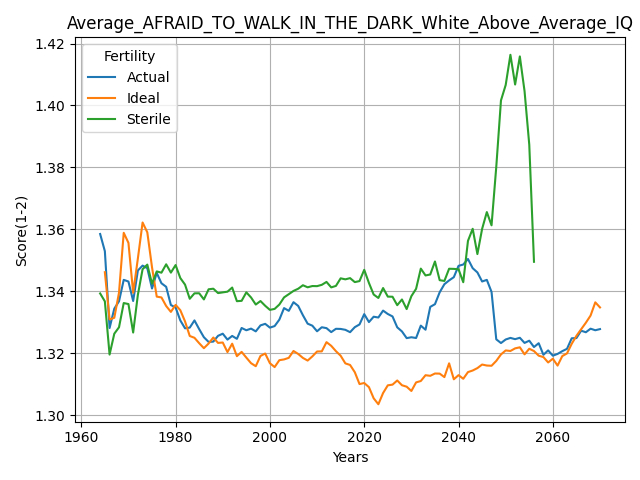 Average_AFRAID_TO_WALK_IN_THE_DARK_White_Above_Average_IQ
Fertility
Actual
Ideal
Sterile
Score(1-2)
1.42
1.40
1.38
1.36
1.34
1.32
1.30
1960
1980
2000
2020
2040
2060
Years